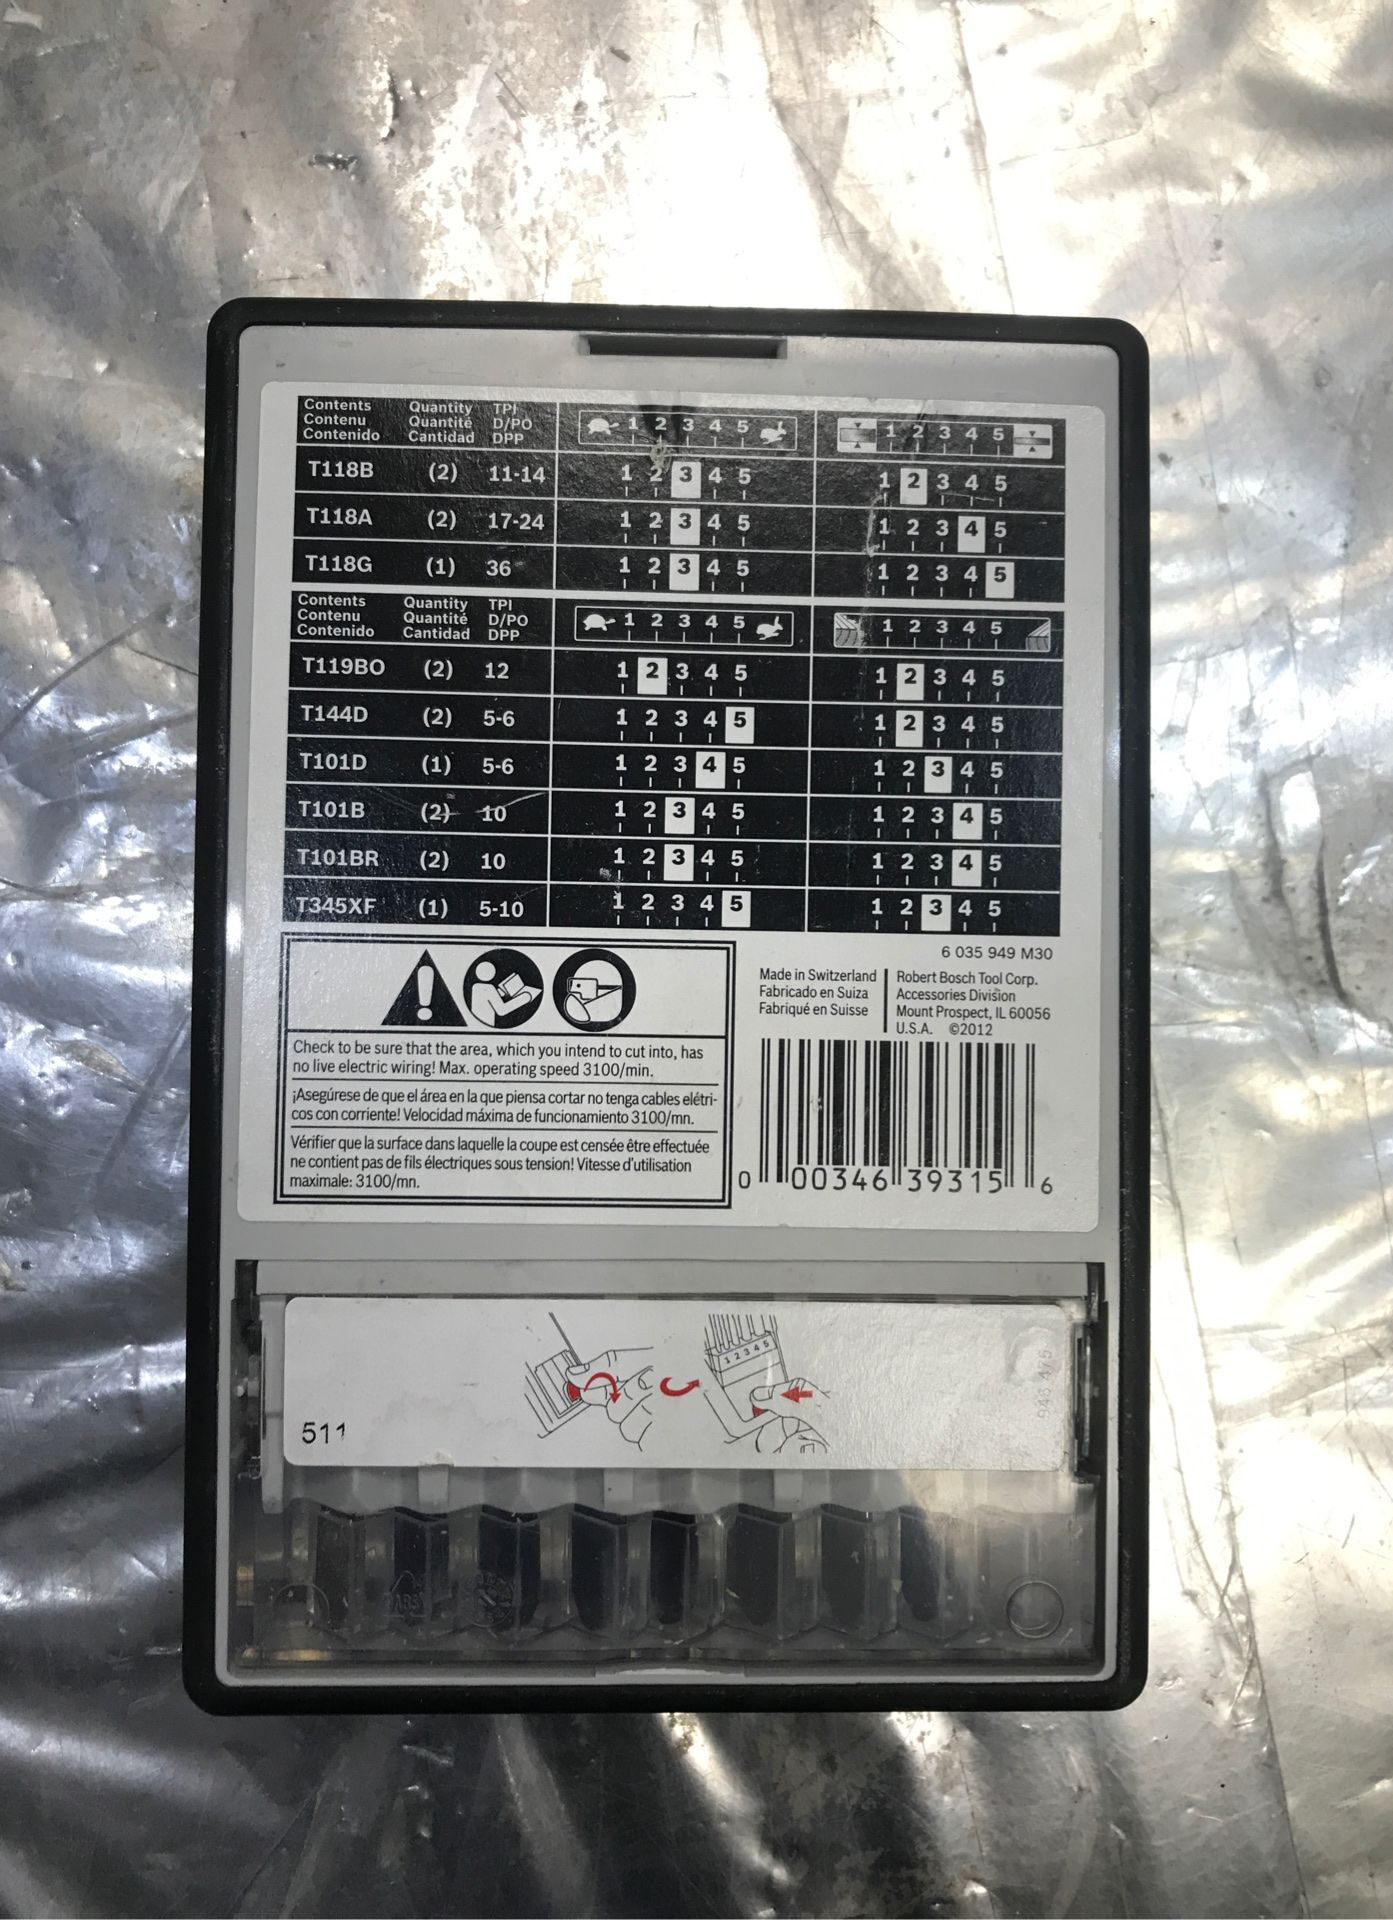 Contents Quantity TPI
Contenu Quantité D/PO
Contenido Cantidad DPP
1 2 3 4 5 1 2 3 4 5
T118B (2) 11-14 1 2 3 4 5 1 2 3 4 5
T118A (2) 17-24 1 2 3 4 5 1 2 3 4 5
T118G (1) 36 1 2 3 4 5 1 2 3 4 5
Contents Quantity TPI
Contenu Quantité D/PO
Contenido Cantidad DPP
1 2 3 4 5 1 2 3 4 5
T119BO (2) 12 1 2 3 4 5 1 2 3 4 5
T144D (2) 5-6 1 2 3 4 5 1 2 3 4 5
T101D (1) 5-6 1 2 3 4 5 1 2 3 4 5
T101B (2) 10 1 2 3 4 5 1 2 3 4 5
T101BR (2) 10 1 2 3 4 5 1 2 3 4 5
T345XF (1) 5-10 1 2 3 4 5 1 2 3 4 5
6 035 949 M30
Made in Switzerland
Fabricado en Suiza
Fabriqué en Suisse
Robert Bosch Tool Corp.
Accessories Division
Mount Prospect, IL 60056
U.S.A. ©2012
Check to be sure that the area, which you intend to cut into, has
no live electric wiring! Max. operating speed 3100/min.
¡Asegúrese de que el área en la que piensa cortar no tenga cables elétri-
cos con corriente! Velocidad máxima de funcionamiento 3100/mn.
Vérifier que la surface dans laquelle la coupe est censée être effectuée
ne contient pas de fils électriques sous tension! Vitesse d'utilisation
maximale: 3100/mn.
0 00346 39315 6
1 2 3 4 5
511